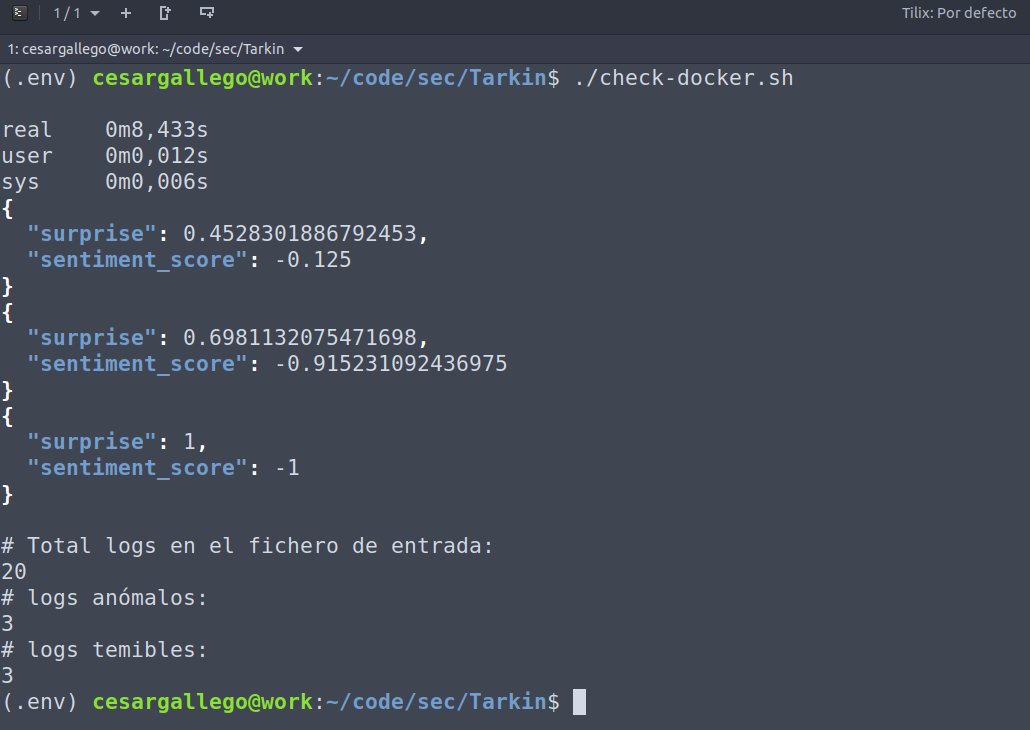 1 / 1
Tilix: Por defecto
1: cesargallego@work: ~/code/sec/Tarkin
(.env) cesargallego@work:~/code/sec/Tarkin$ ./check-docker.sh
real    0m8,433s
user    0m0,012s
sys     0m0,006s
{
  "surprise": 0.4528301886792453,
  "sentiment_score": -0.125
}
{
  "surprise": 0.6981132075471698,
  "sentiment_score": -0.915231092436975
}
{
  "surprise": 1,
  "sentiment_score": -1
}
# Total logs en el fichero de entrada:
20
# logs anómalos:
3
# logs temibles:
3
(.env) cesargallego@work:~/code/sec/Tarkin$